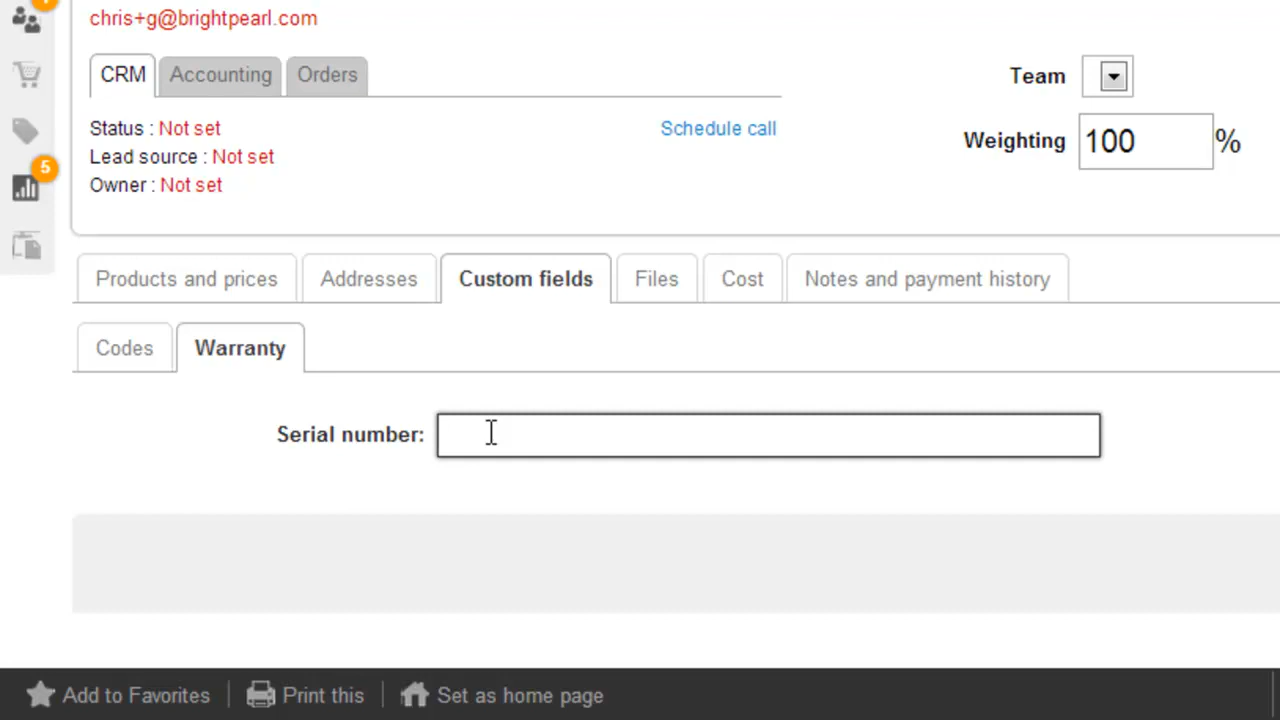 chris+g@brightpearl.com
CRM Accounting Orders
Team
Status : Not set
Schedule call
Weighting 100 %
Lead source : Not set
5
Owner : Not set
Products and prices Addresses Custom fields Files Cost Notes and payment history
Codes Warranty
Serial number:
Add to Favorites Print this Set as home page